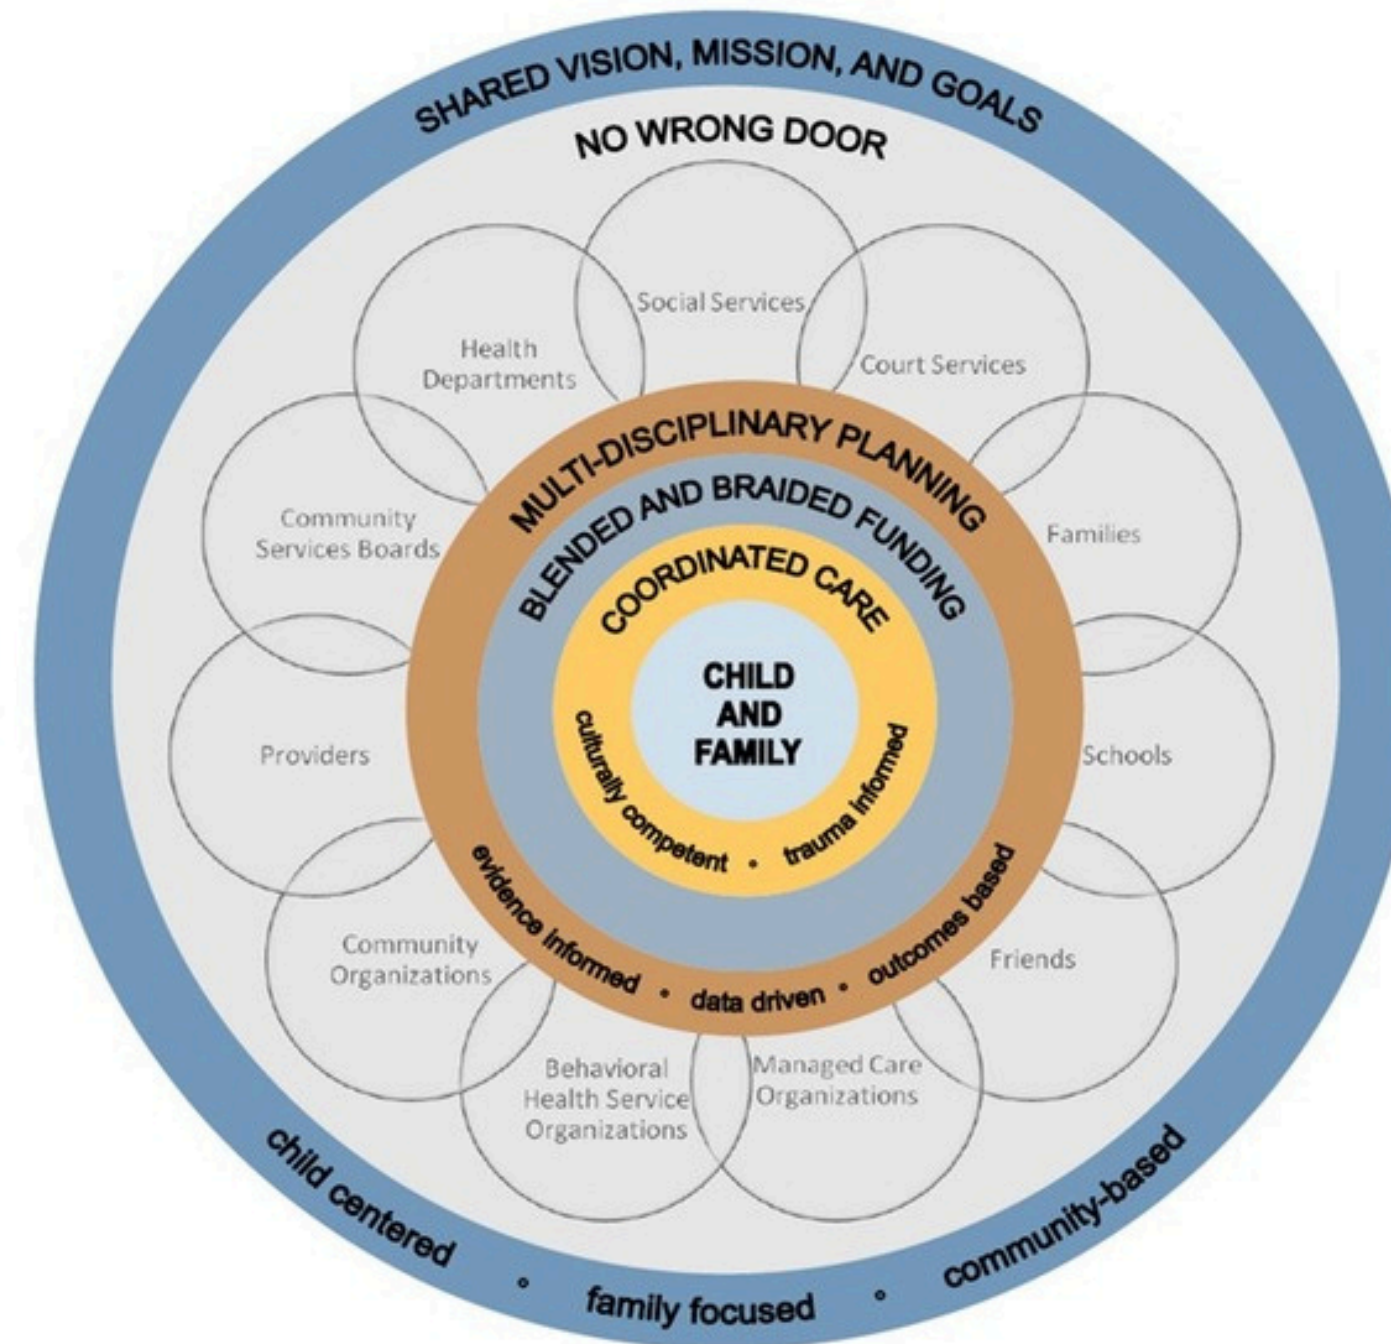 SHARED VISION, MISSION, AND GOALS
NO WRONG DOOR
Social Services
Health
Departments
Court Services
Community
Services Boards
Families
Providers
Schools
Community
Organizations
Friends
Behavioral
Health Service
Organizations
Managed Care
Organizations
MULTI-DISCIPLINARY PLANNING
BLENDED AND BRAIDED FUNDING
COORDINATED CARE
CHILD
AND
FAMILY
culturally competent • trauma informed
evidence informed • data driven • outcomes based
child centered • family focused • community-based